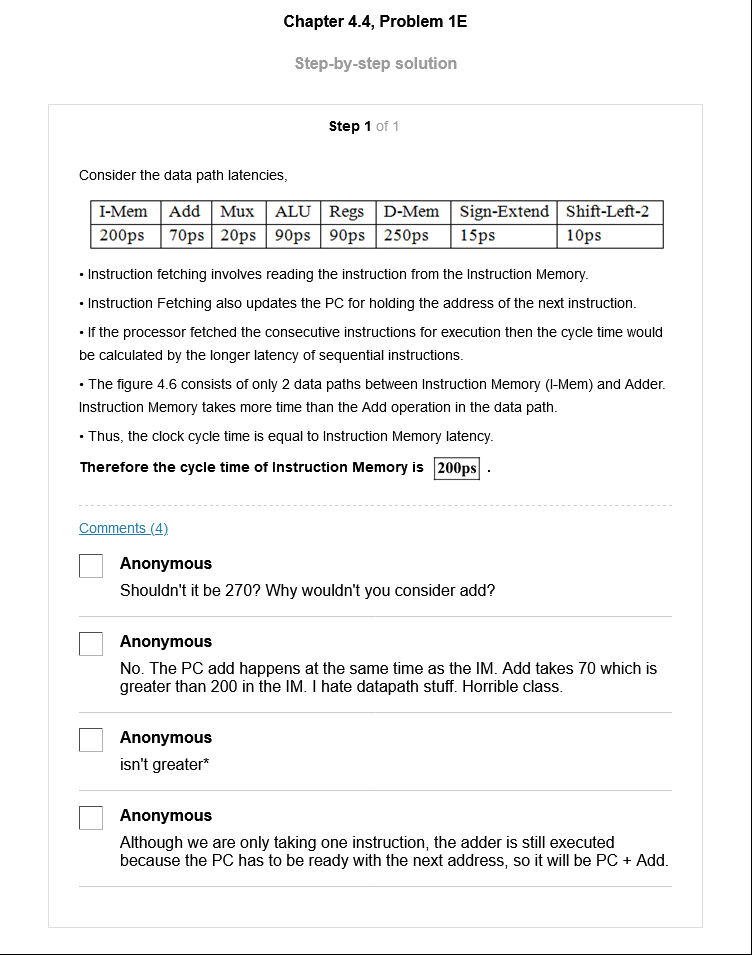 Chapter 4.4, Problem 1E
Step-by-step solution
Step 1 of 1
Consider the data path latencies,
I-Mem Add Mux ALU Regs D-Mem Sign-Extend Shift-Left-2
200ps 70ps 20ps 90ps 90ps 250ps 15ps 10ps
• Instruction fetching involves reading the instruction from the Instruction Memory.
• Instruction Fetching also updates the PC for holding the address of the next instruction.
• If the processor fetched the consecutive instructions for execution then the cycle time would
be calculated by the longer latency of sequential instructions.
• The figure 4.6 consists of only 2 data paths between Instruction Memory (I-Mem) and Adder.
Instruction Memory takes more time than the Add operation in the data path.
• Thus, the clock cycle time is equal to Instruction Memory latency.
Therefore the cycle time of Instruction Memory is 200ps .
Comments (4)
Anonymous
Shouldn't it be 270? Why wouldn't you consider add?
Anonymous
No. The PC add happens at the same time as the IM. Add takes 70 which is
greater than 200 in the IM. I hate datapath stuff. Horrible class.
Anonymous
isn't greater*
Anonymous
Although we are only taking one instruction, the adder is still executed
because the PC has to be ready with the next address, so it will be PC + Add.